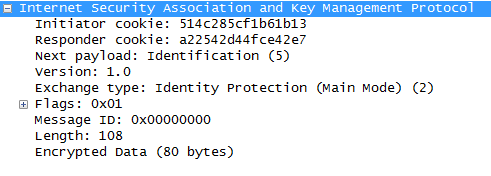 Internet Security Association and Key Management Protocol
Initiator cookie: 514c285cf1b61b13
Responder cookie: a22542d44fce42e7
Next payload: Identification (5)
Version: 1.0
Exchange type: Identity Protection (Main Mode) (2)
Flags: 0x01
Message ID: 0x00000000
Length: 108
Encrypted Data (80 bytes)